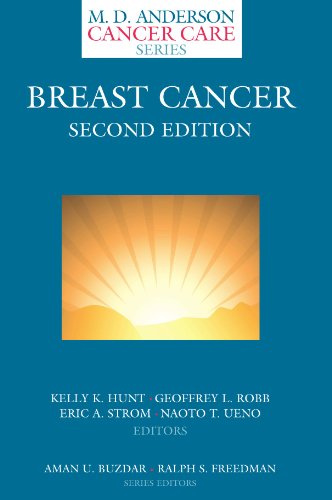 M. D. ANDERSON
CANCER CARE
SERIES
BREAST CANCER
SECOND EDITION
KELLY K. HUNT • GEOFFREY L. ROBB
ERIC A. STROM • NAOTO T. UENO
EDITORS
AMAN U. BUZDAR • RALPH S. FREEDMAN
SERIES EDITORS